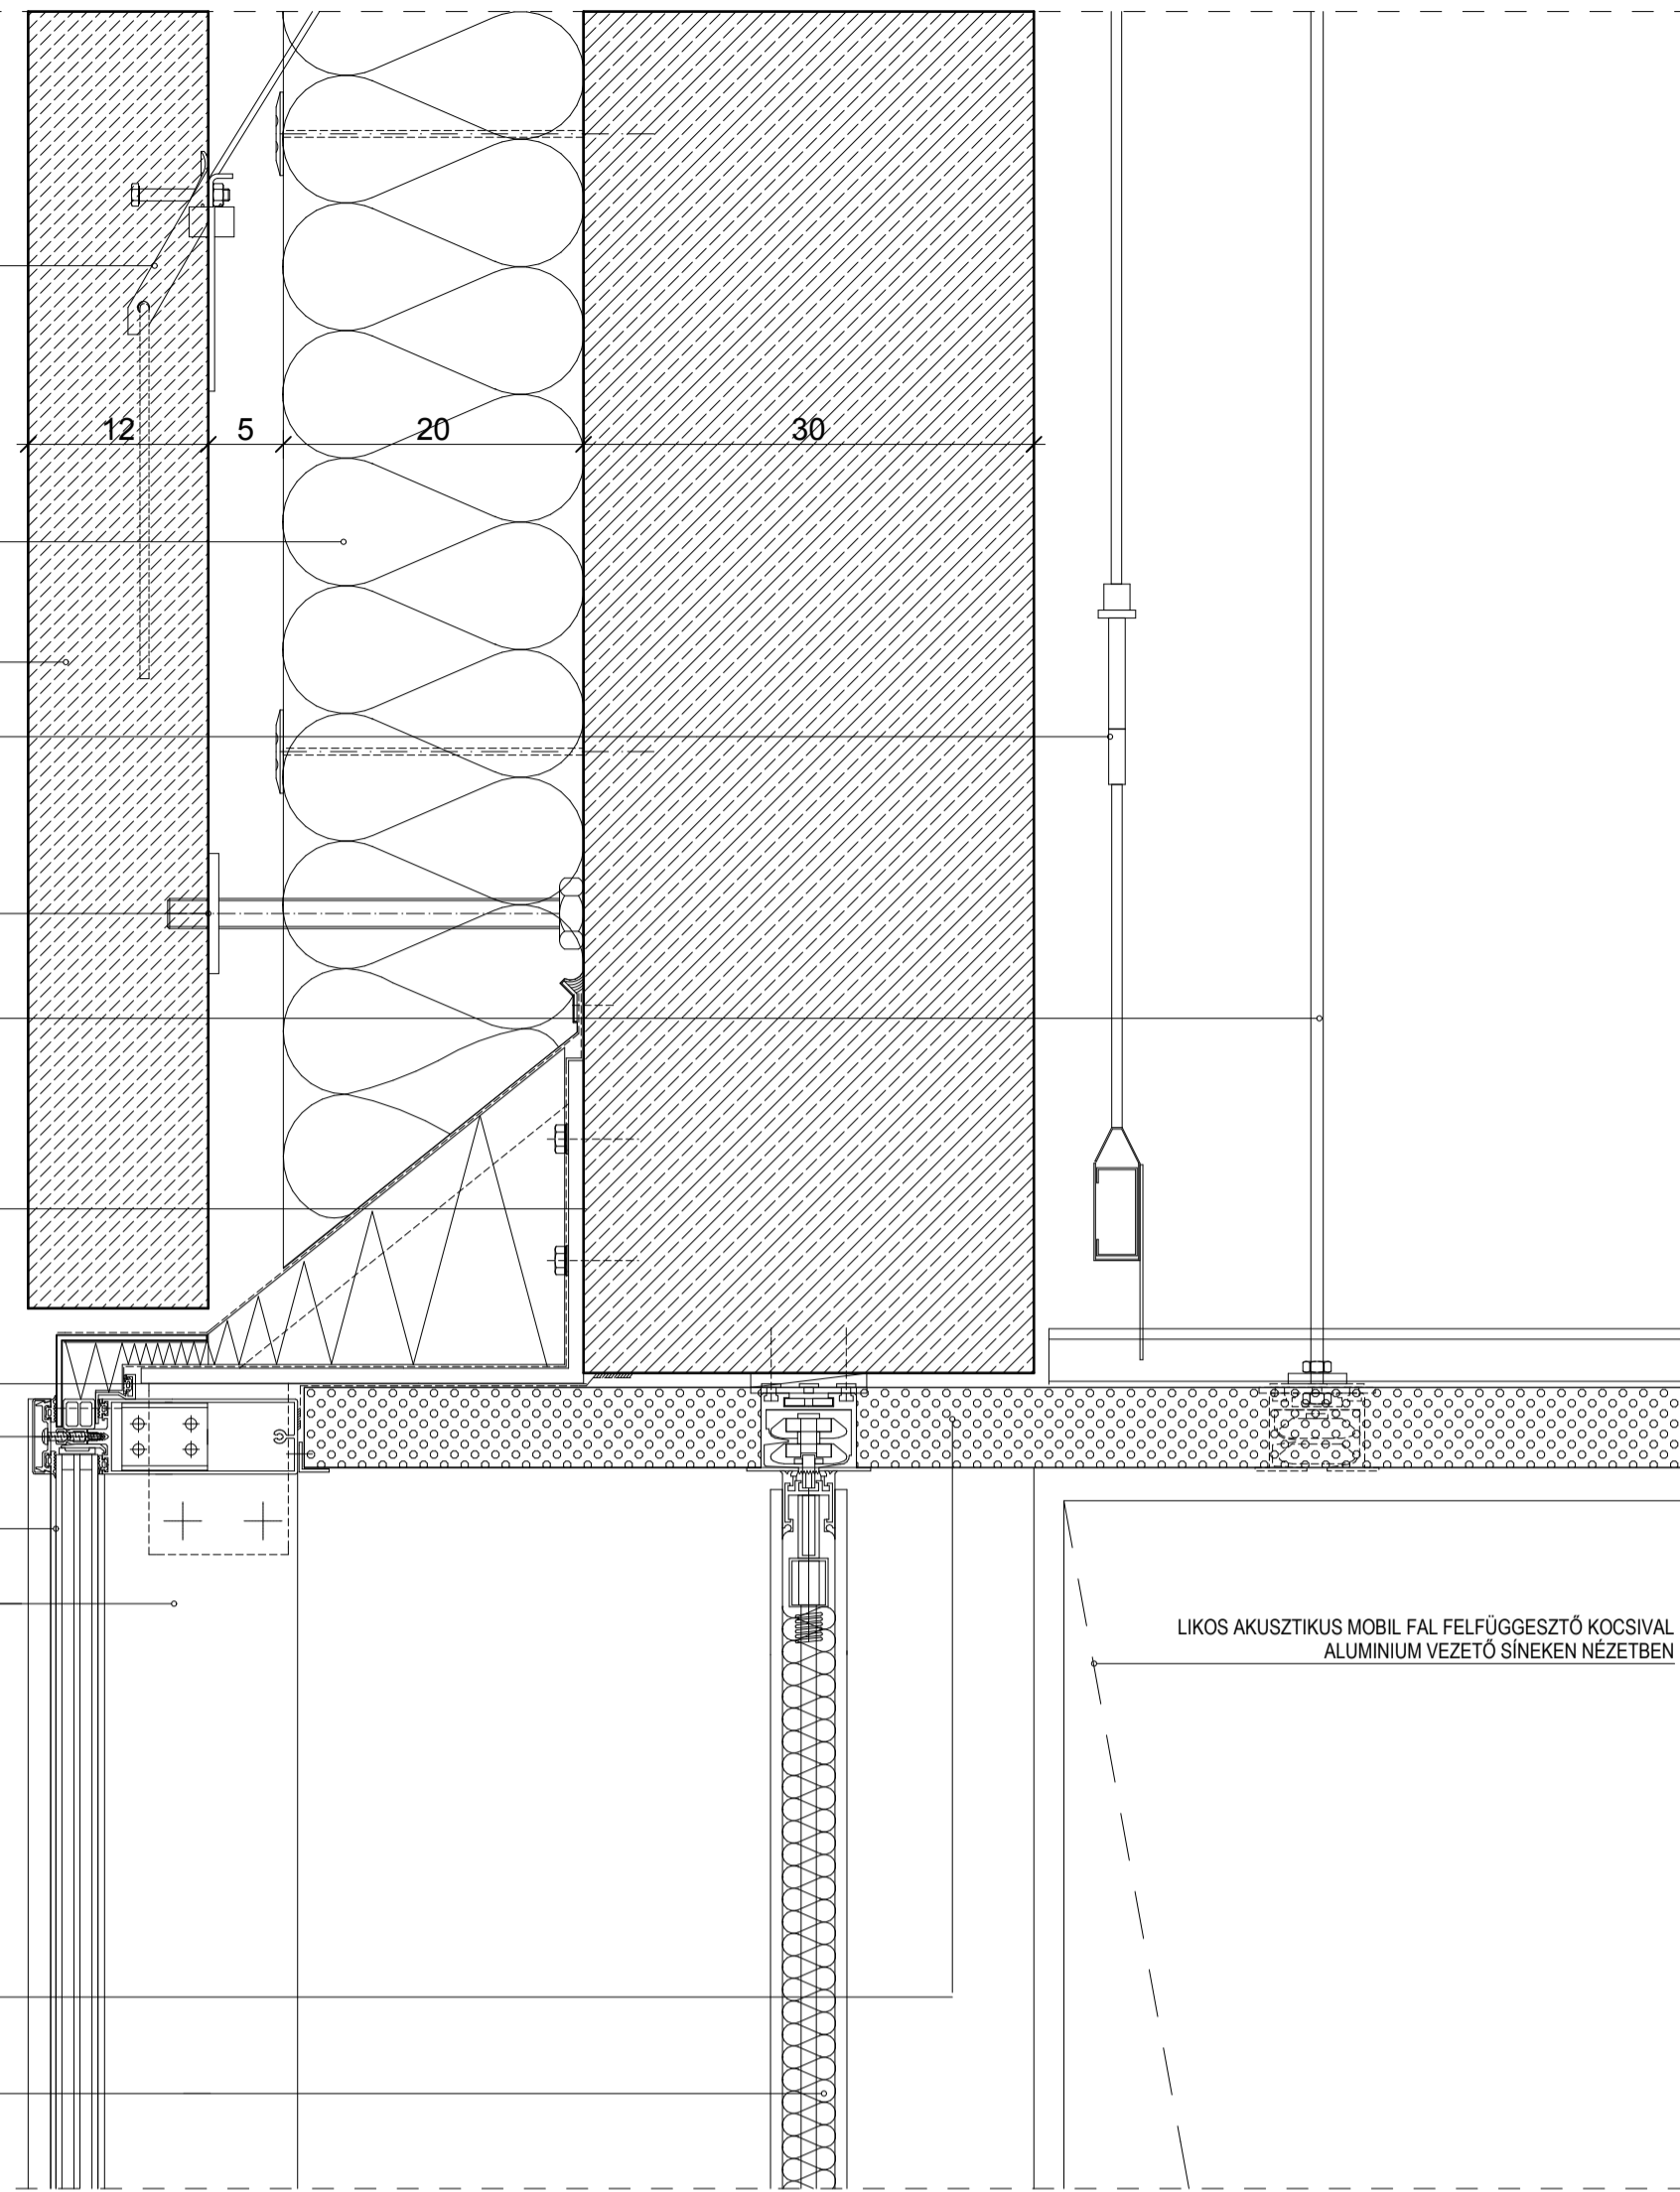 12 5 20 30
LIKOS AKUSZTIKUS MOBIL FAL FELFÜGGESZTŐ KOCSIVAL
ALUMINIUM VEZETŐ SÍNEKEN NÉZETBEN